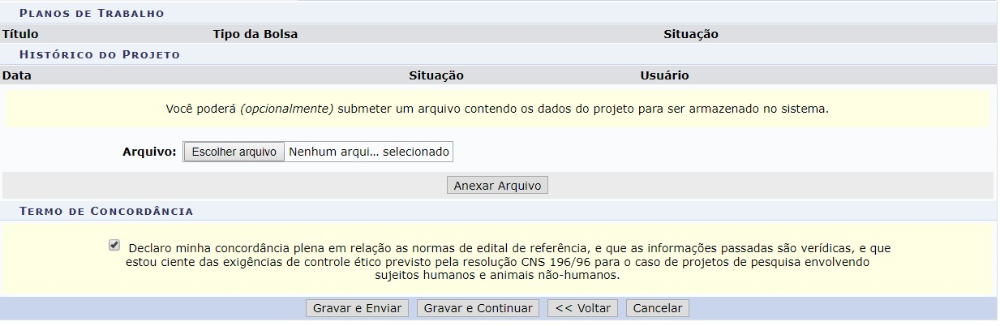 PLANOS DE TRABALHO
Título Tipo da Bolsa Situação
HISTÓRICO DO PROJETO
Data Situação Usuário
Você poderá (opcionalmente) submeter um arquivo contendo os dados do projeto para ser armazenado no sistema.
Arquivo: Escolher arquivo Nenhum arqui... selecionado
Anexar Arquivo
TERMO DE CONCORDÂNCIA
Declaro minha concordância plena em relação as normas de edital de referência, e que as informações passadas são verídicas, e que
estou ciente das exigências de controle ético previsto pela resolução CNS 196/96 para o caso de projetos de pesquisa envolvendo
sujeitos humanos e animais não-humanos.
Gravar e Enviar Gravar e Continuar << Voltar Cancelar